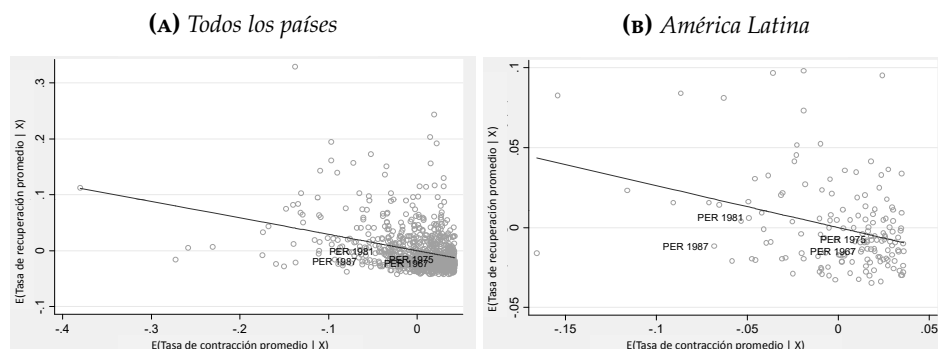 (A) Todos los países
(B) América Latina
E(Tasa de recuperación promedio | X)
.3
.2
.1
0
-.1
PER 1981
PER 1987
PER 1975
PER 1967
-.4
-.3
-.2
-.1
0
E(Tasa de contracción promedio | X)
E(Tasa de recuperación promedio | X)
.1
.05
0
-.05
PER 1981
PER 1987
PER 1975
PER 1967
-.15
-.1
-.05
0
.05
E(Tasa de contracción promedio | X)